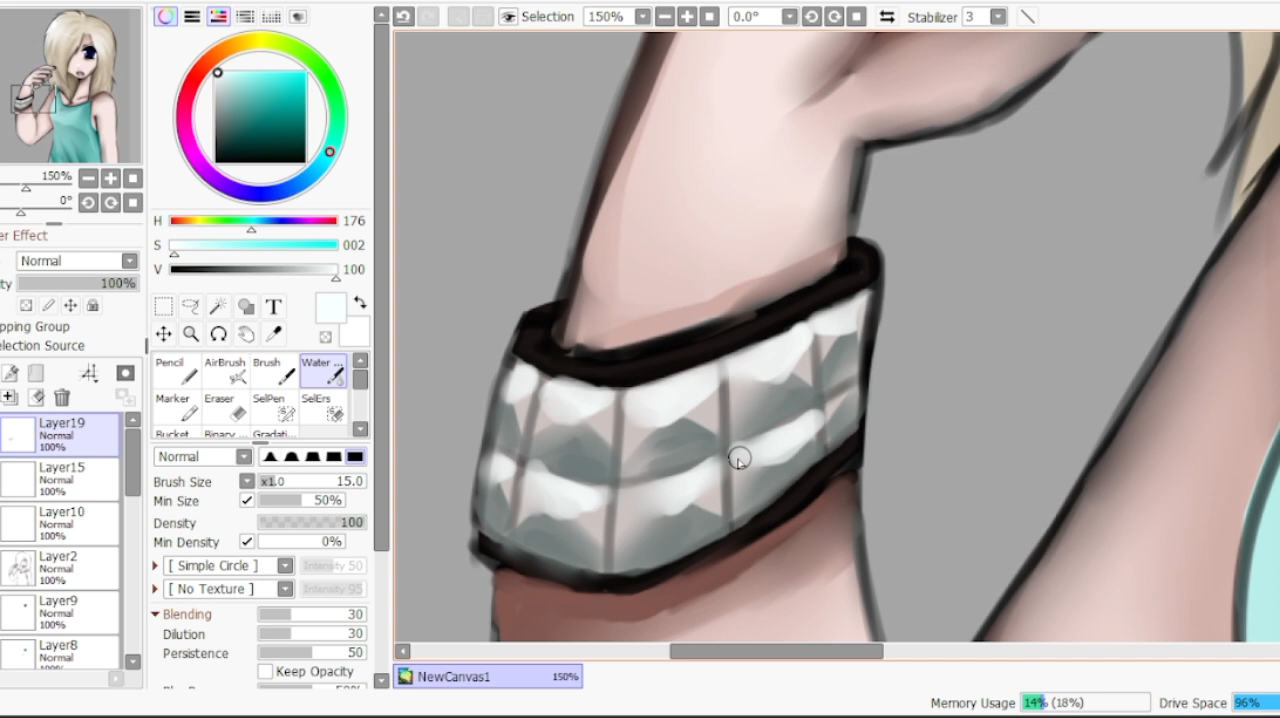 Selection 150% 0.0° Stabilizer 3
150%
0°
er Effect
Normal
ty 100%
pping Group
election Source
Layer19
Normal
100%
Layer15
Normal
100%
Layer10
Normal
100%
Layer2
Normal
100%
Layer9
Normal
100%
Layer8
Normal
H 176
S 002
V 100
T
Pencil AirBrush Brush Water ...
Marker Eraser SelPen SelErs
Bucket Binary ... Gradati...
Normal
Brush Size x1.0 15.0
Min Size 50%
Density 100
Min Density 0%
[ Simple Circle ] Intensity 50
[ No Texture ] Intensity 95
Blending 30
Dilution 30
Persistence 50
Keep Opacity
NewCanvas1 150%
Memory Usage 14% (18%) Drive Space 96%